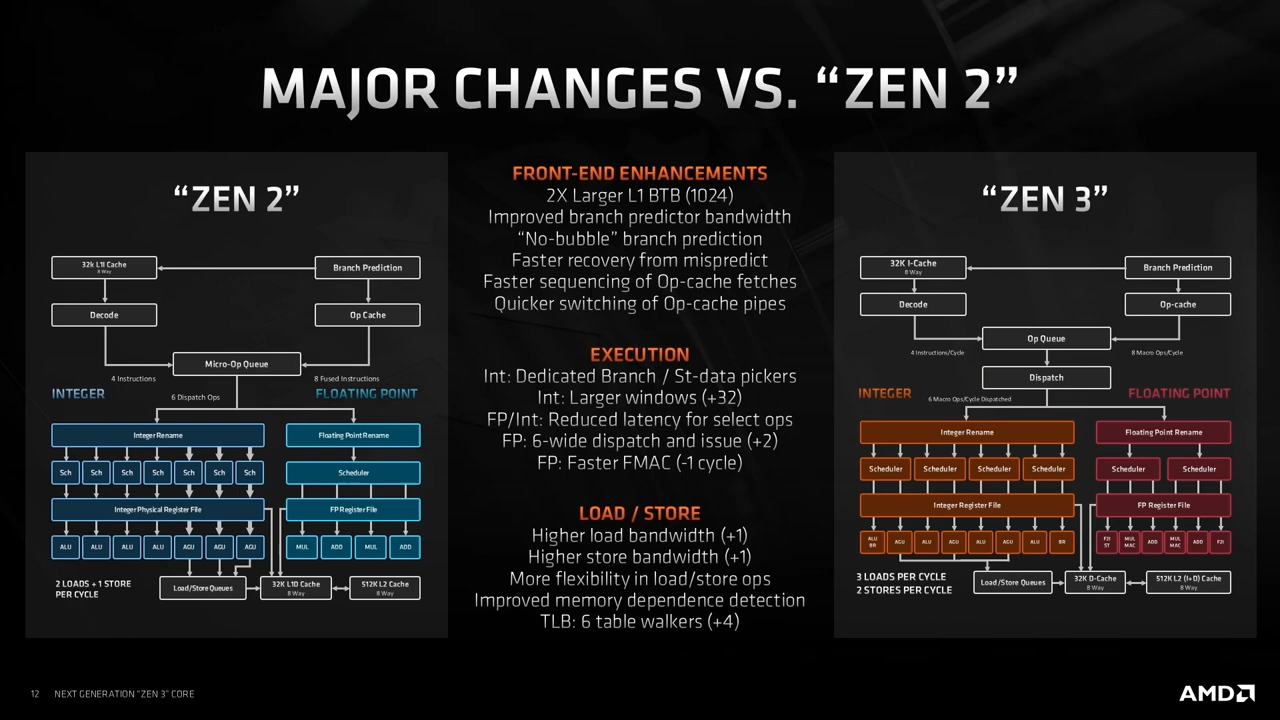 MAJOR CHANGES VS. “ZEN 2”
“ZEN 2”
32k L1I Cache
8 Way
Branch Prediction
Decode
Op Cache
Micro-Op Queue
4 Instructions
8 Fused Instructions
INTEGER
6 Dispatch Ops
FLOATING POINT
Integer Rename
Floating Point Rename
Sch Sch Sch Sch Sch Sch Sch
Scheduler
Integer Physical Register File
FP Register File
ALU ALU ALU ALU AGU AGU AGU
MUL ADD MUL ADD
2 LOADS + 1 STORE
PER CYCLE
Load/Store Queues
32K L1D Cache
8 Way
512K L2 Cache
8 Way
FRONT-END ENHANCEMENTS
2X Larger L1 BTB (1024)
Improved branch predictor bandwidth
“No-bubble” branch prediction
Faster recovery from mispredict
Faster sequencing of Op-cache fetches
Quicker switching of Op-cache pipes
EXECUTION
Int: Dedicated Branch / St-data pickers
Int: Larger windows (+32)
FP/Int: Reduced latency for select ops
FP: 6-wide dispatch and issue (+2)
FP: Faster FMAC (-1 cycle)
LOAD / STORE
Higher load bandwidth (+1)
Higher store bandwidth (+1)
More flexibility in load/store ops
Improved memory dependence detection
TLB: 6 table walkers (+4)
“ZEN 3”
32K I-Cache
8 Way
Branch Prediction
Decode
Op-cache
Op Queue
4 Instructions/Cycle
8 Macro Ops/Cycle
Dispatch
INTEGER
6 Macro Ops/Cycle Dispatched
FLOATING POINT
Integer Rename
Floating Point Rename
Scheduler Scheduler Scheduler Scheduler
Scheduler Scheduler
Integer Register File
FP Register File
ALU BR
AGU
ALU
AGU
ALU
AGU
ALU
BR
F2I ST
MUL MAC
ADD
MUL MAC
ADD
F2I
3 LOADS PER CYCLE
2 STORES PER CYCLE
Load/Store Queues
32K D-Cache
8 Way
512K L2 (I+D) Cache
8 Way
12 NEXT GENERATION “ZEN 3” CORE
AMD